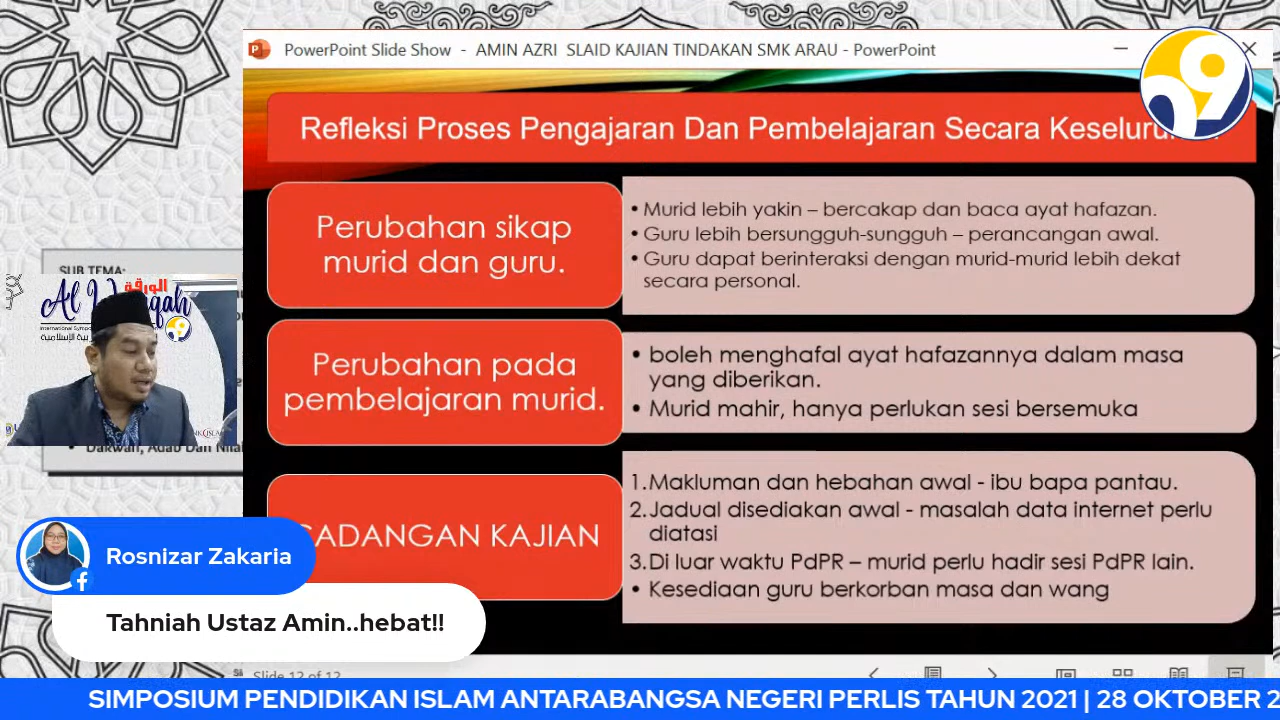 PowerPoint Slide Show - AMIN AZRI SLAID KAJIAN TINDAKAN SMK ARAU - PowerPoint
Refleksi Proses Pengajaran Dan Pembelajaran Secara
Perubahan sikap
murid dan guru.
• Murid lebih yakin – bercakap dan baca ayat hafazan.
• Guru lebih bersungguh-sungguh – perancangan awal.
• Guru dapat berinteraksi dengan murid-murid lebih dekat
secara personal.
Perubahan pada
pembelajaran murid.
• boleh menghafal ayat hafazannya dalam masa
yang diberikan.
• Murid mahir, hanya perlukan sesi bersemuka
KAJIAN
1.Makluman dan hebahan awal - ibu bapa pantau.
2.Jadual disediakan awal - masalah data internet perlu
diatasi
3.Di luar waktu PdPR – murid perlu hadir sesi PdPR lain.
• Kesediaan guru berkorban masa dan wang
SUB TEMA:
الورقة
Al
International
• Dakwah, Adab Dan
Rosnizar Zakaria
Tahniah Ustaz Amin..hebat!!
Slide 12 of 12
SIMPOSIUM PENDIDIKAN ISLAM ANTARABANGSA NEGERI PERLIS TAHUN 2021 | 28 OKTOBER 2